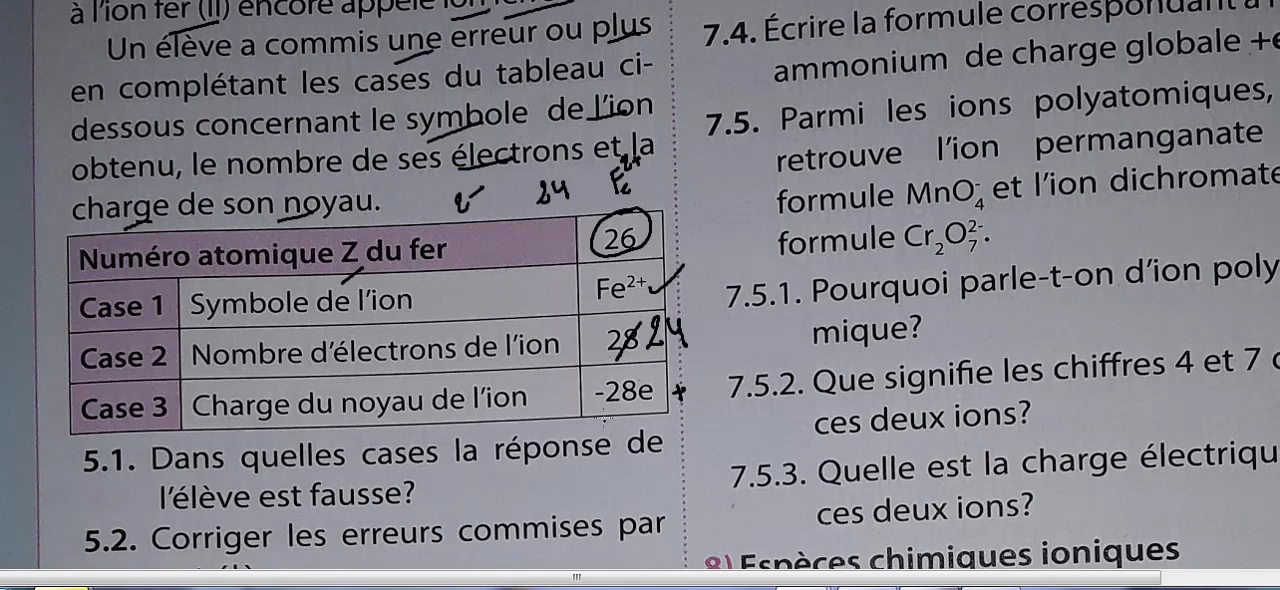 à l'ion fer (II) encore appelé ion
Un élève a commis une erreur ou plus
en complétant les cases du tableau ci-
dessous concernant le symbole de l'ion
obtenu, le nombre de ses électrons et la
charge de son noyau.
24 Fe2+
Numéro atomique Z du fer 26
Case 1 Symbole de l'ion Fe²⁺
Case 2 Nombre d'électrons de l'ion 28 24
Case 3 Charge du noyau de l'ion -28e +
5.1. Dans quelles cases la réponse de
l'élève est fausse?
5.2. Corriger les erreurs commises par
7.4. Écrire la formule correspondant à l
ammonium de charge globale +e
7.5. Parmi les ions polyatomiques,
retrouve l'ion permanganate
formule MnO₄⁻ et l'ion dichromate
formule Cr₂O₇²⁻.
7.5.1. Pourquoi parle-t-on d'ion poly
mique?
7.5.2. Que signifie les chiffres 4 et 7
ces deux ions?
7.5.3. Quelle est la charge électriqu
ces deux ions?
8) Espèces chimiques ioniques